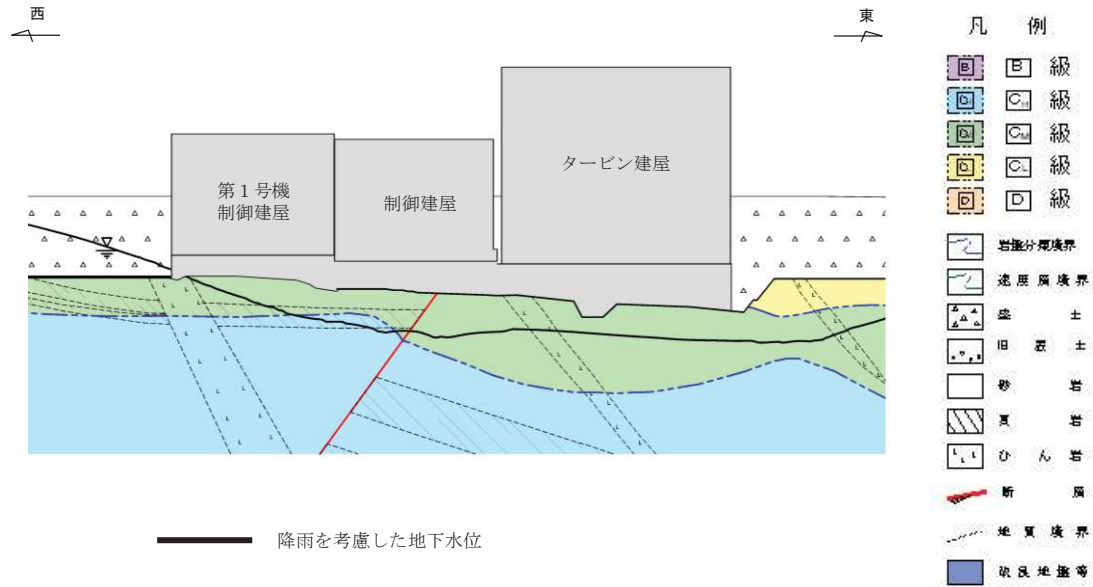 西
東
第1号機
制御建屋
制御建屋
タービン建屋
降雨を考慮した地下水位
凡 例
B B 級
CH CH 級
CM CM 級
CL CL 級
D D 級
岩盤分類境界
速度層境界
盛 土
旧 表 土
砂 岩
頁 岩
ひ ん 岩
断 層
地 質 境 界
改 良 地 盤 等